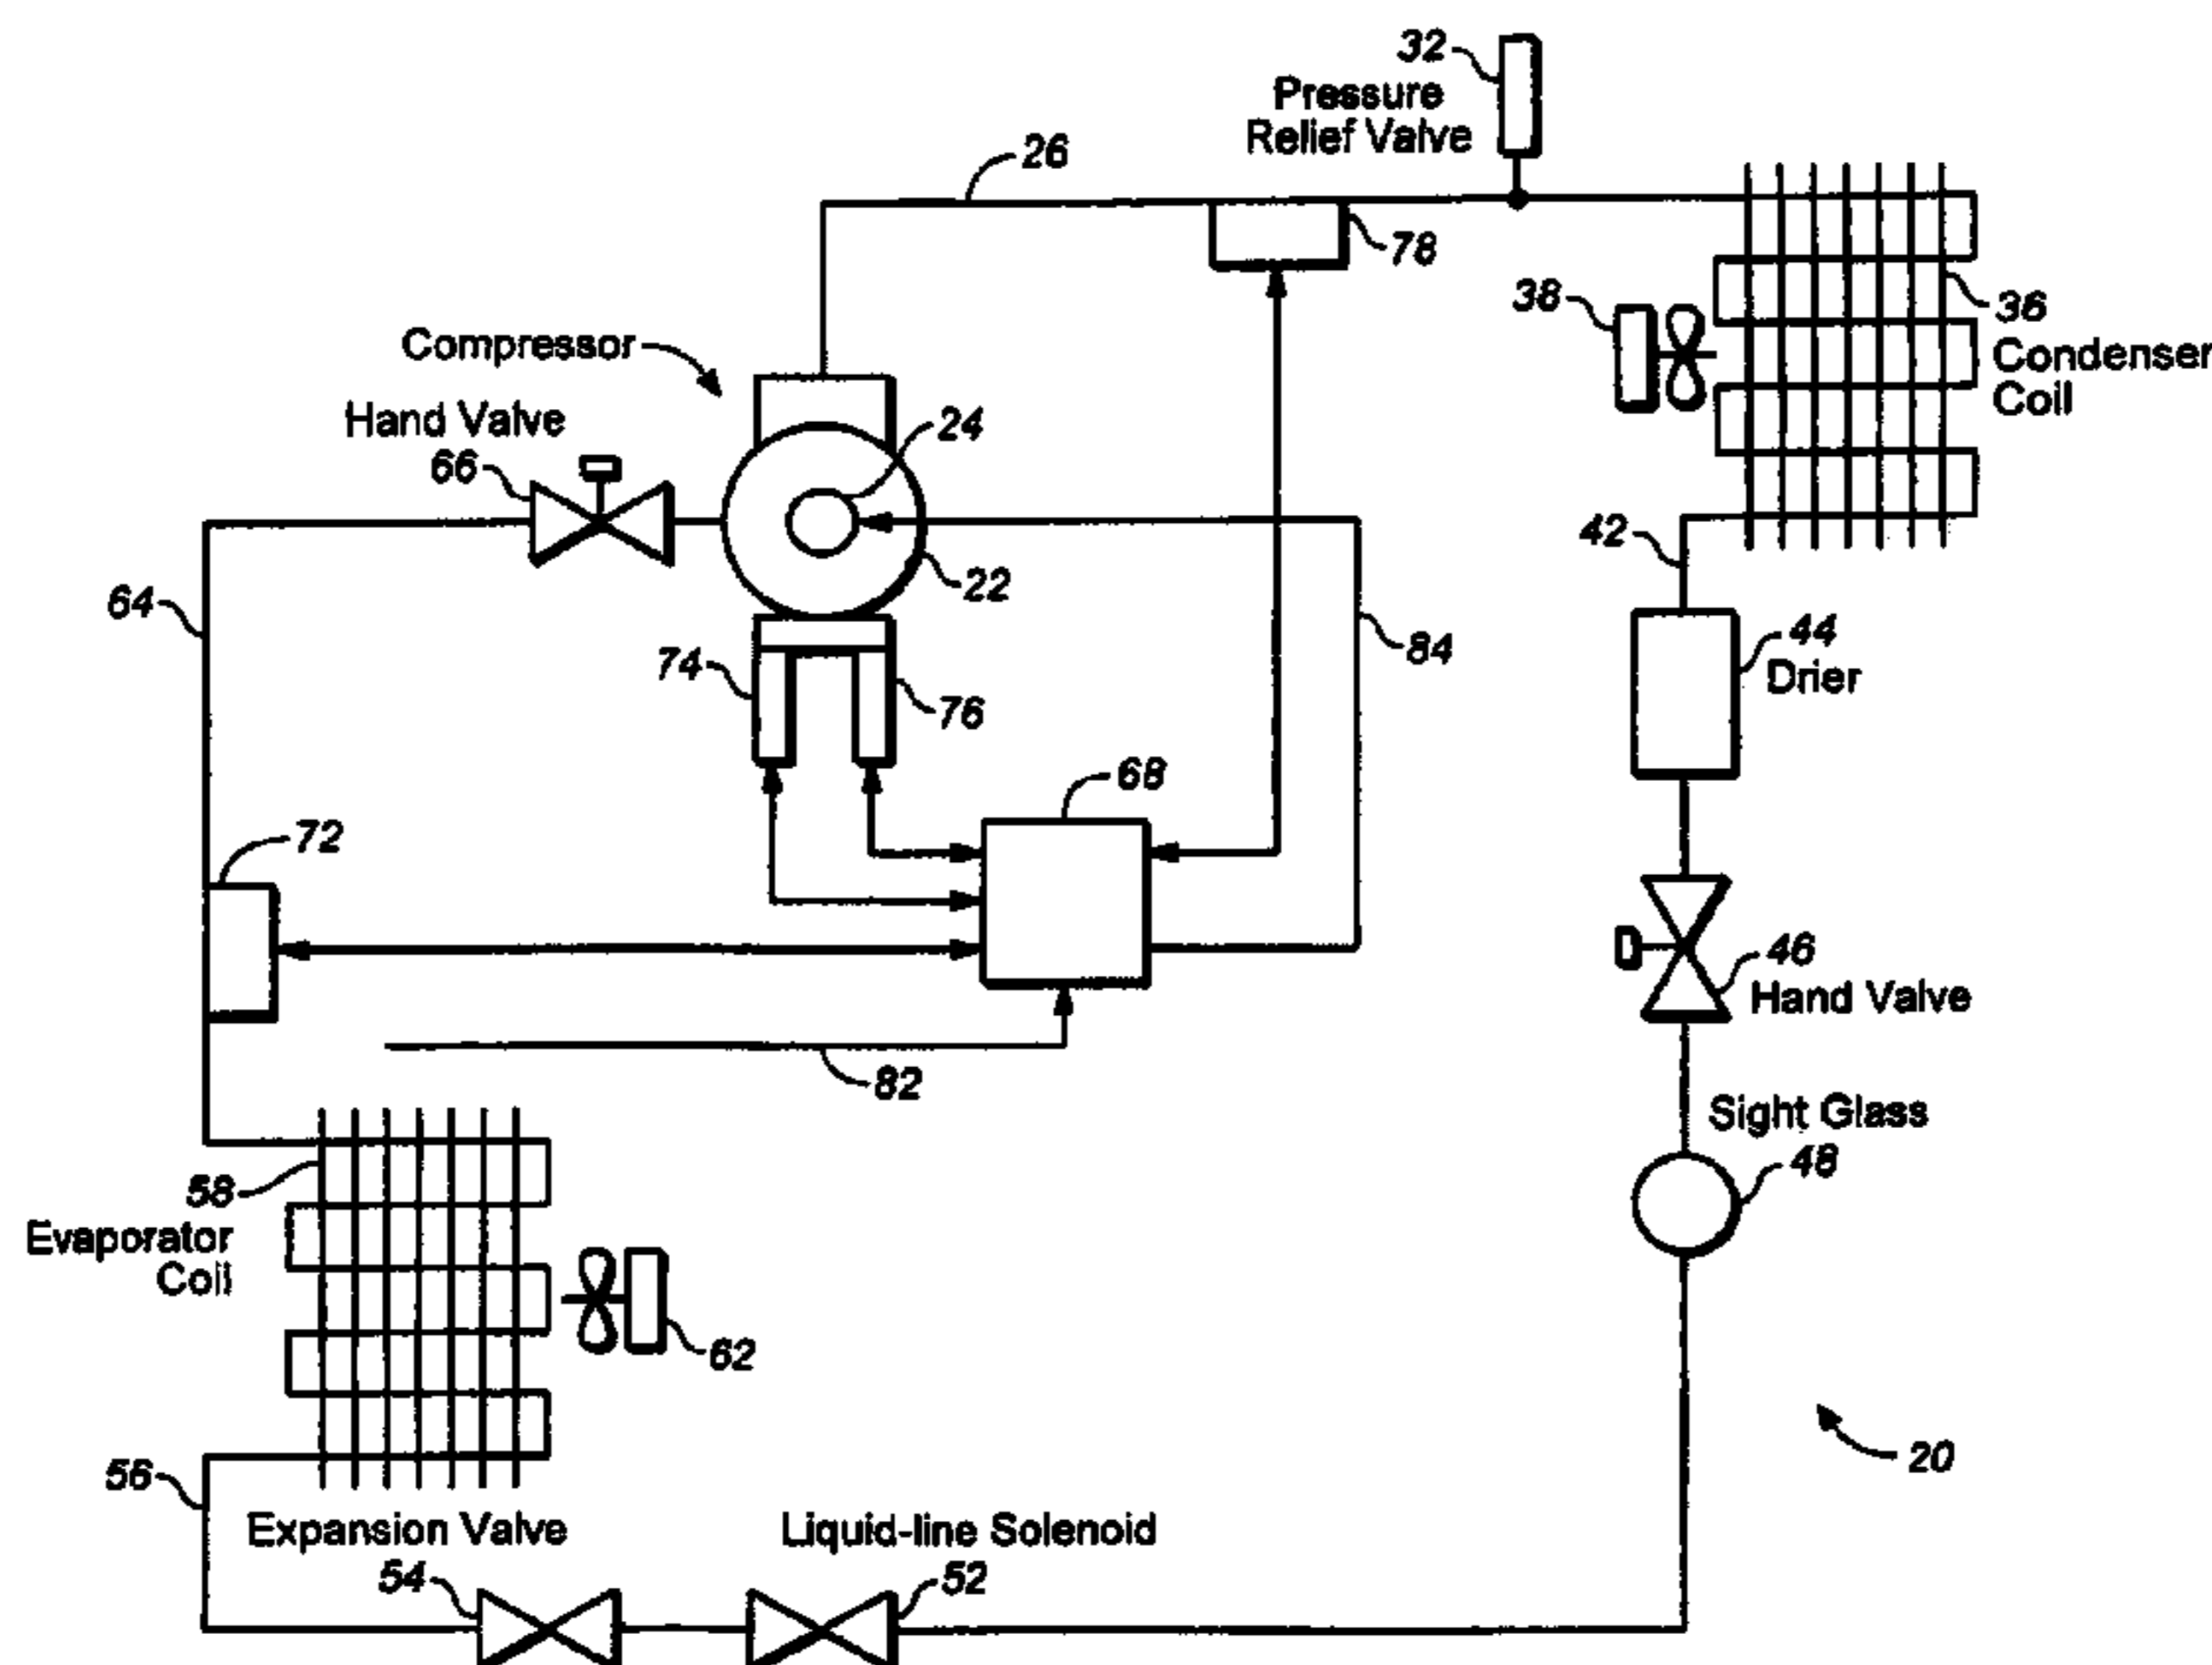 32
Pressure
Relief Valve
26
78
38
36
Condenser
Coil
Compressor
Hand Valve
66
24
42
22
64
84
44
Drier
74
76
68
72
46
Hand Valve
82
Sight Glass
48
58
Evaporator
Coil
62
20
56
Expansion Valve
54
Liquid-line Solenoid
52